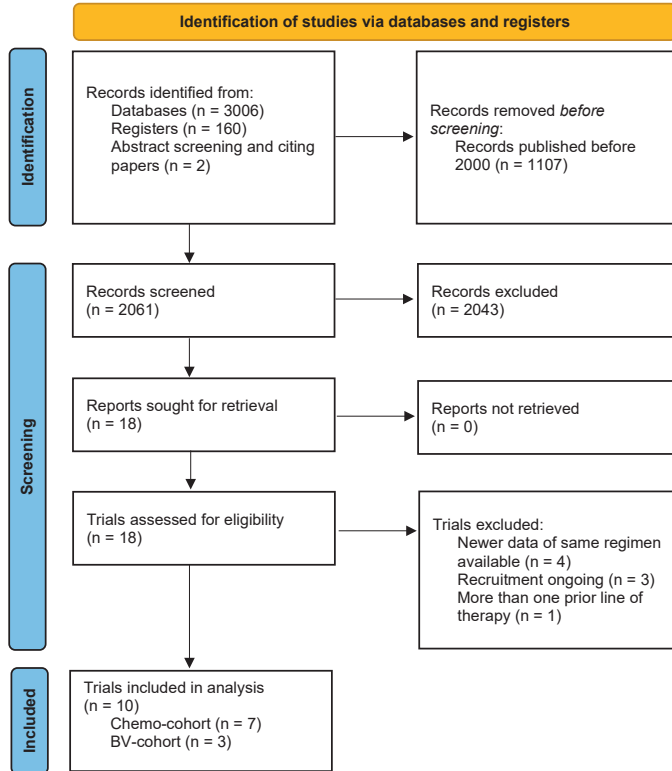 Identification of studies via databases and registers
Identification
Records identified from:
Databases (n = 3006)
Registers (n = 160)
Abstract screening and citing
papers (n = 2)
Records removed before
screening:
Records published before
2000 (n = 1107)
Screening
Records screened
(n = 2061)
Records excluded
(n = 2043)
Reports sought for retrieval
(n = 18)
Reports not retrieved
(n = 0)
Trials assessed for eligibility
(n = 18)
Trials excluded:
Newer data of same regimen
available (n = 4)
Recruitment ongoing (n = 3)
More than one prior line of
therapy (n = 1)
Included
Trials included in analysis
(n = 10)
Chemo-cohort (n = 7)
BV-cohort (n = 3)